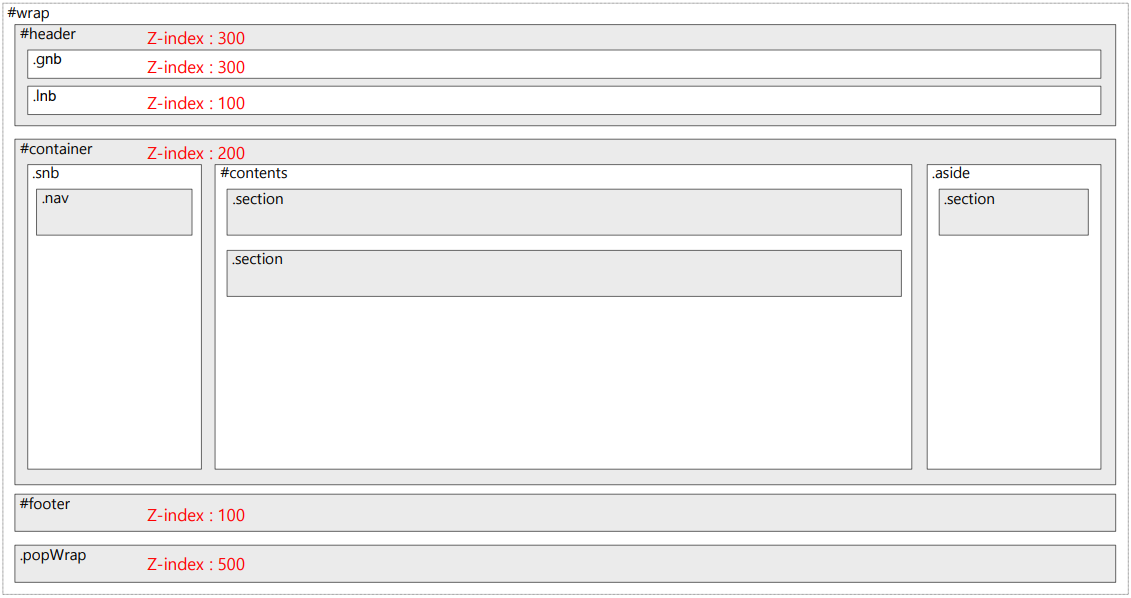 #wrap
#header
Z-index : 300
.gnb
Z-index : 300
.lnb
Z-index : 100
#container
Z-index : 200
.snb
#contents
.aside
.nav
.section
.section
.section
#footer
Z-index : 100
.popWrap
Z-index : 500